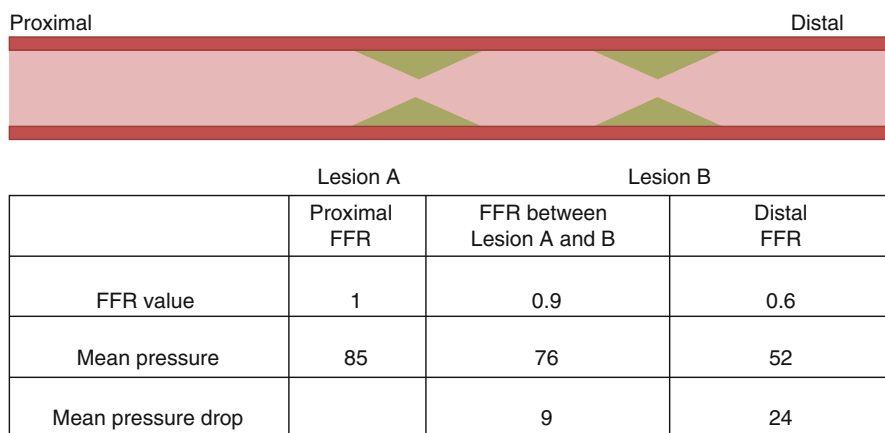 Proximal Distal
Lesion A Lesion B
Proximal FFR between Distal
FFR Lesion A and B FFR
FFR value 1 0.9 0.6
Mean pressure 85 76 52
Mean pressure drop 9 24